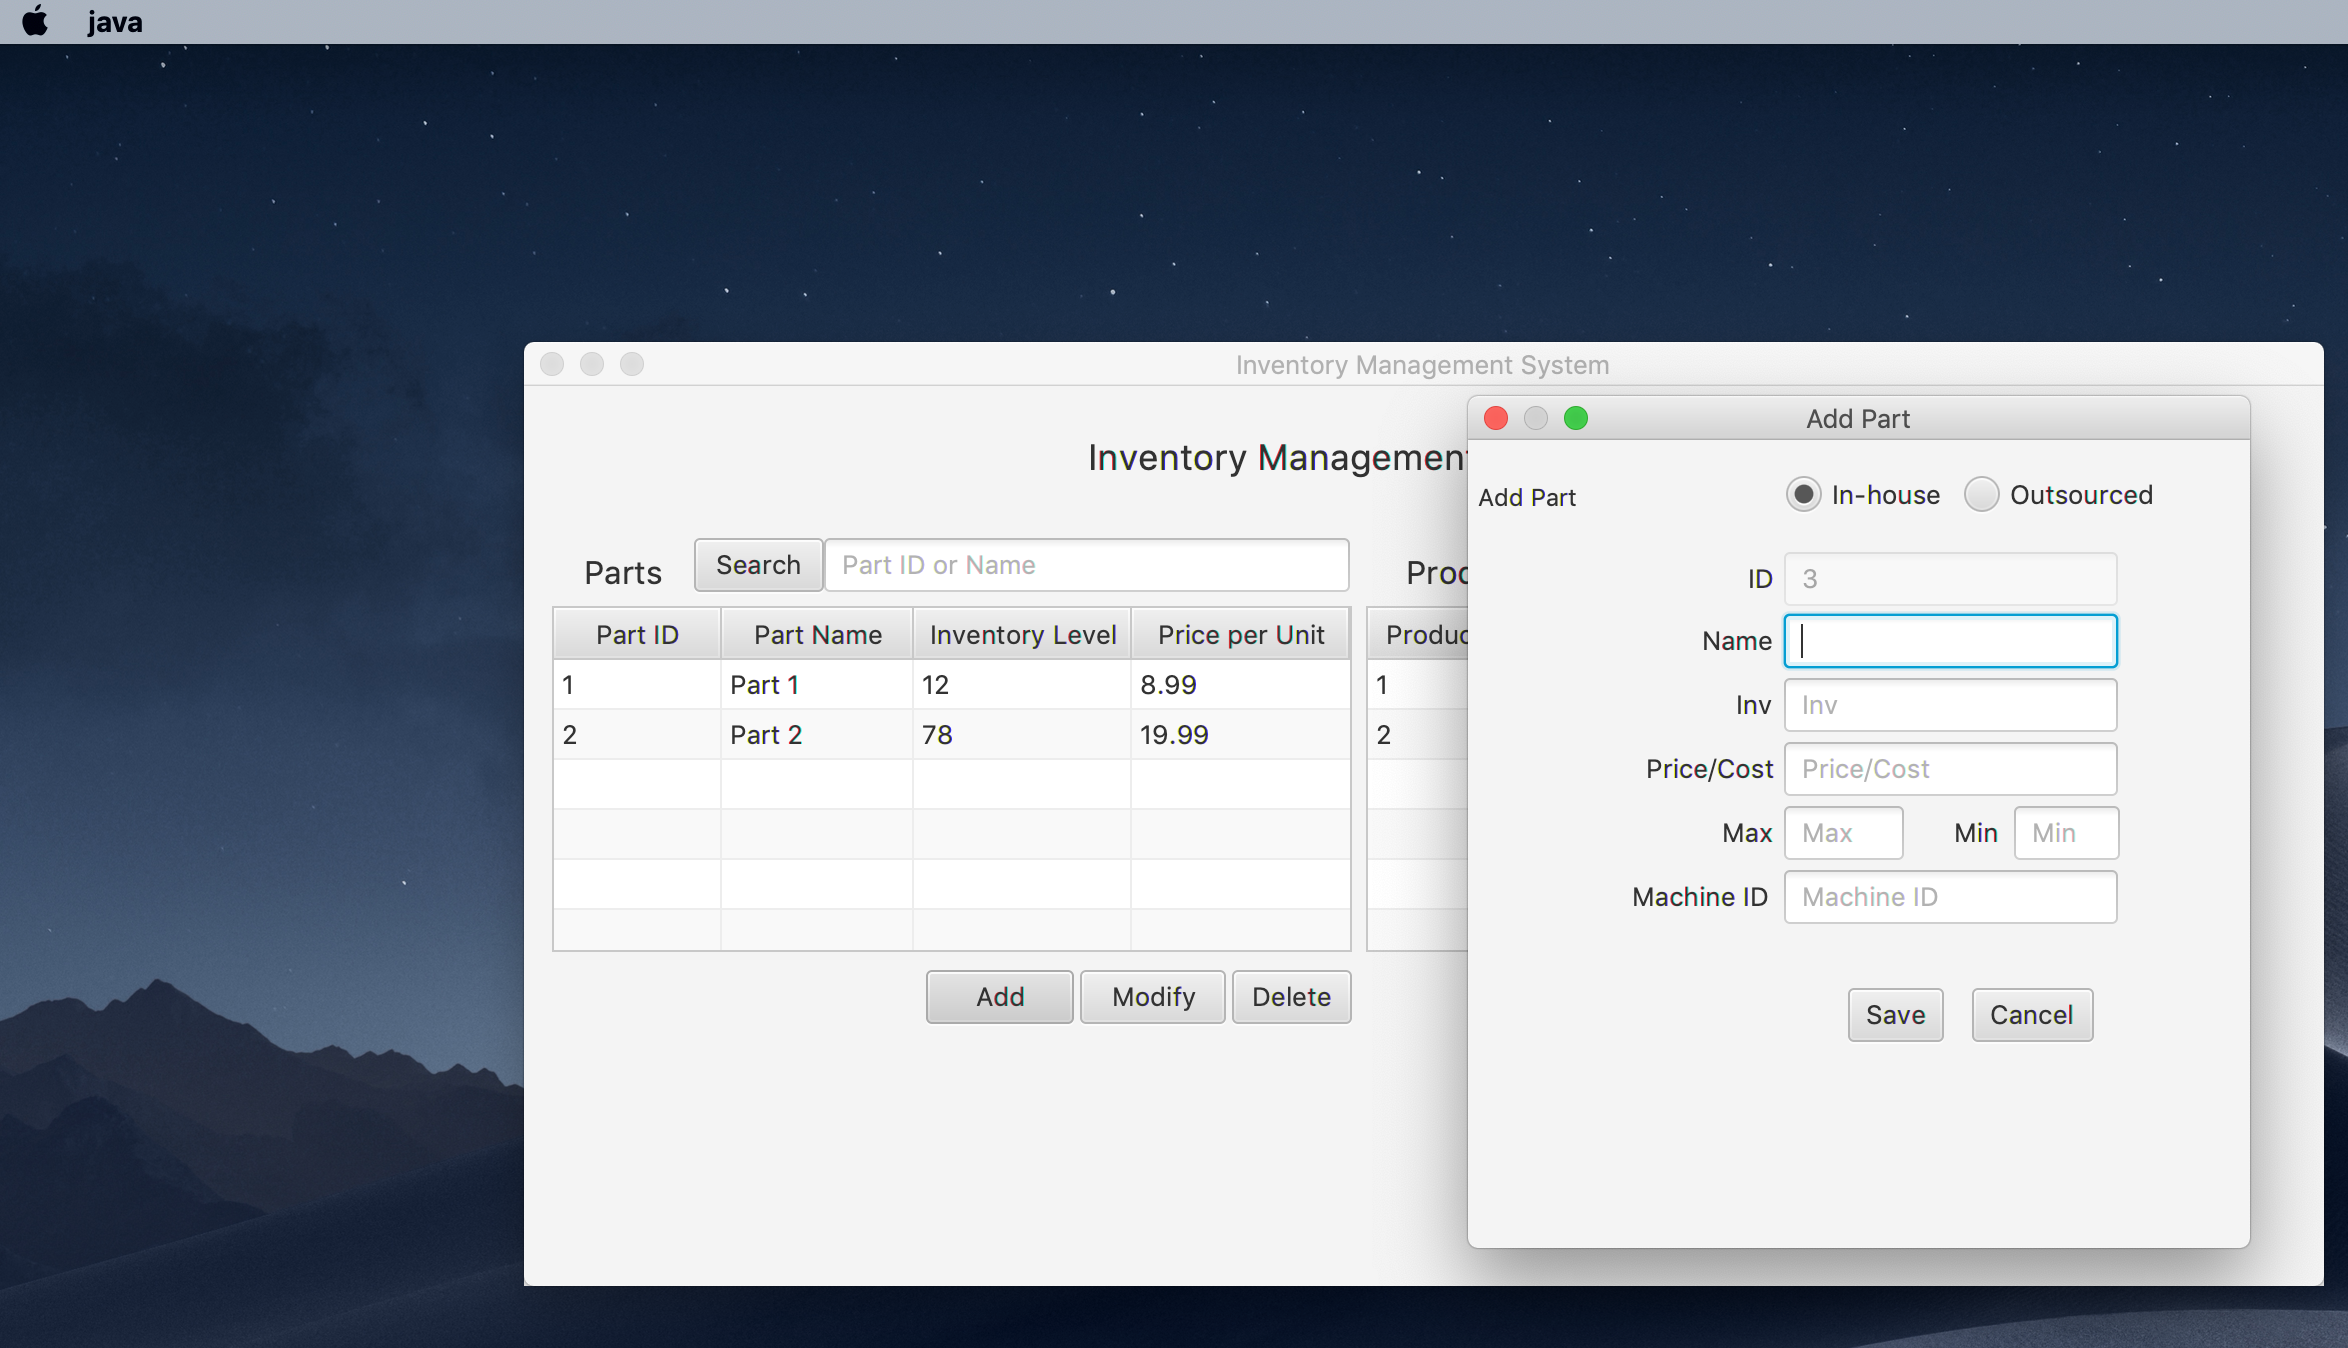 java
Inventory Management System
Inventory Management
Parts
Search
Part ID or Name
Part ID Part Name Inventory Level Price per Unit
1 Part 1 12 8.99
2 Part 2 78 19.99
Add Modify Delete
Prod
Produc
1
2
Add Part
Add Part
In-house Outsourced
ID 3
Name
Inv Inv
Price/Cost Price/Cost
Max Max Min Min
Machine ID Machine ID
Save Cancel